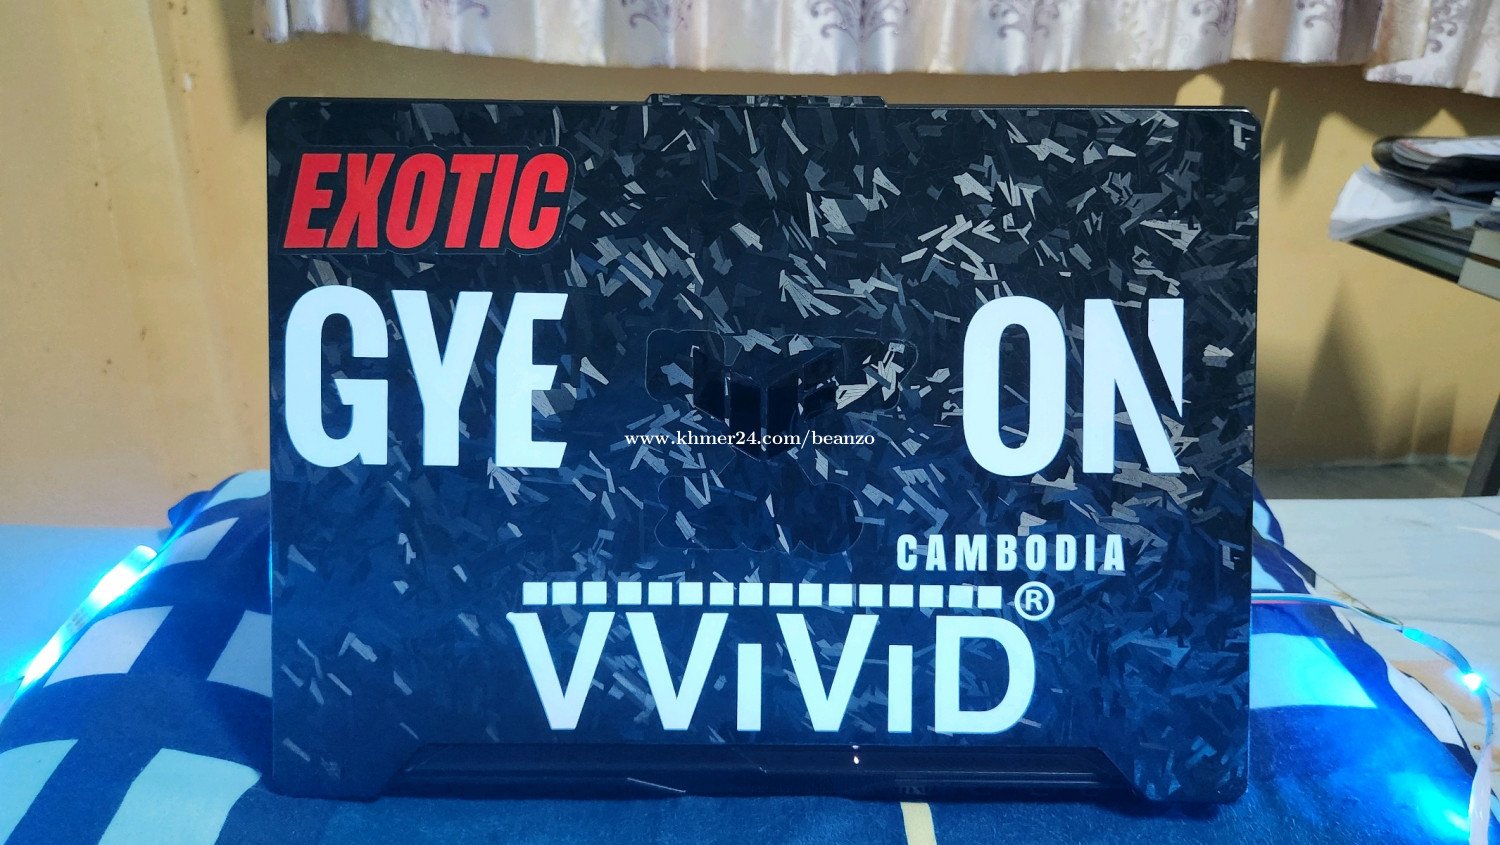 EXOTIC
GYE ON
www.khmer24.com/beanzo
CAMBODIA
VViViD®